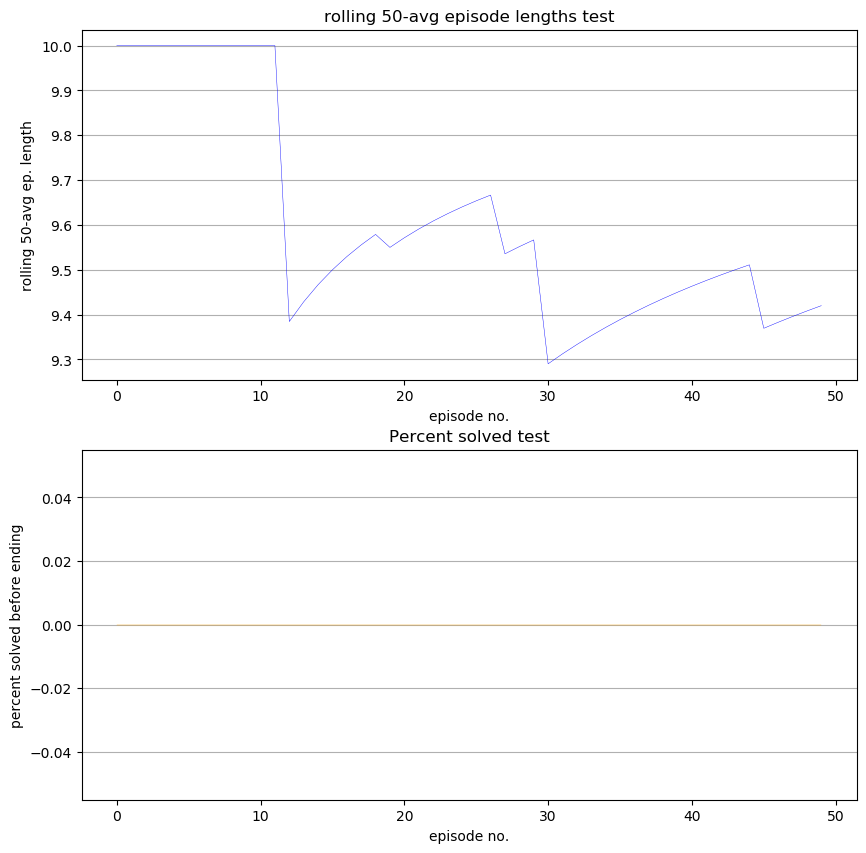 rolling 50-avg episode lengths test
rolling 50-avg ep. length
10.0
9.9
9.8
9.7
9.6
9.5
9.4
9.3
0 10 20 30 40 50
episode no.
Percent solved test
percent solved before ending
0.04
0.02
0.00
−0.02
−0.04
0 10 20 30 40 50
episode no.